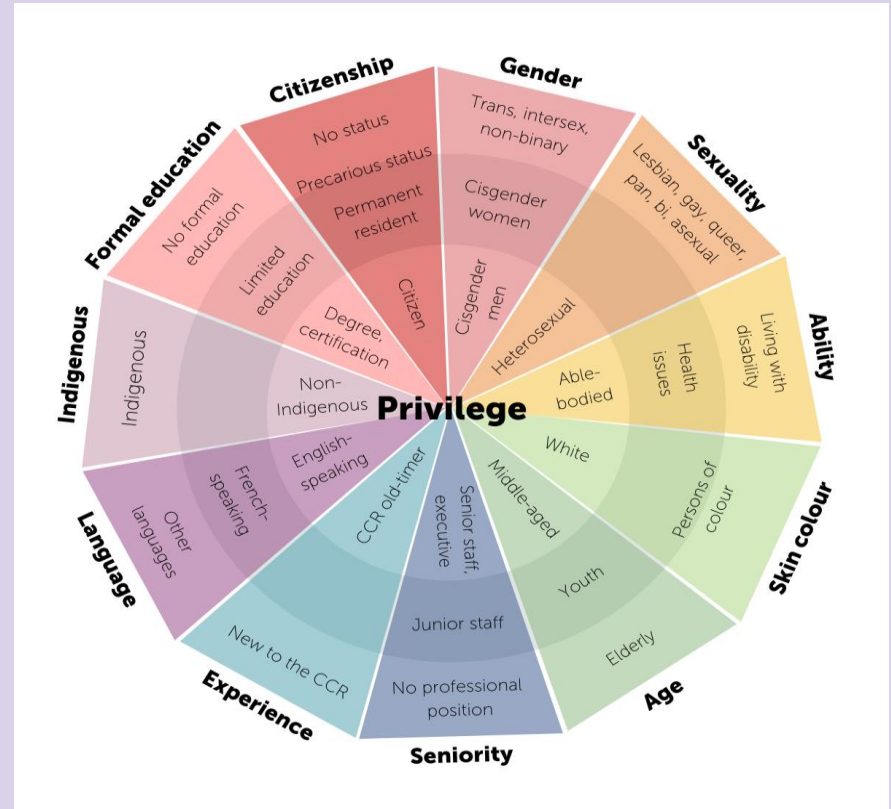 Citizenship
No status
Precarious status
Permanent
resident
Citizen
Gender
Trans, intersex,
non-binary
Cisgender
women
Cisgender
men
Sexuality
Lesbian, gay, queer,
pan, bi, asexual
Heterosexual
Ability
Living with
disability
Health
issues
Able-
bodied
Skin colour
Persons of
colour
White
Age
Elderly
Youth
Middle-aged
Seniority
No professional
position
Junior staff
Senior staff,
executive
Experience
New to the CCR
CCR old-timer
Language
Other
languages
French-
speaking
English-
speaking
Indigenous
Indigenous
Non-
Indigenous
Formal education
No formal
education
Limited
education
Degree,
certification
Privilege